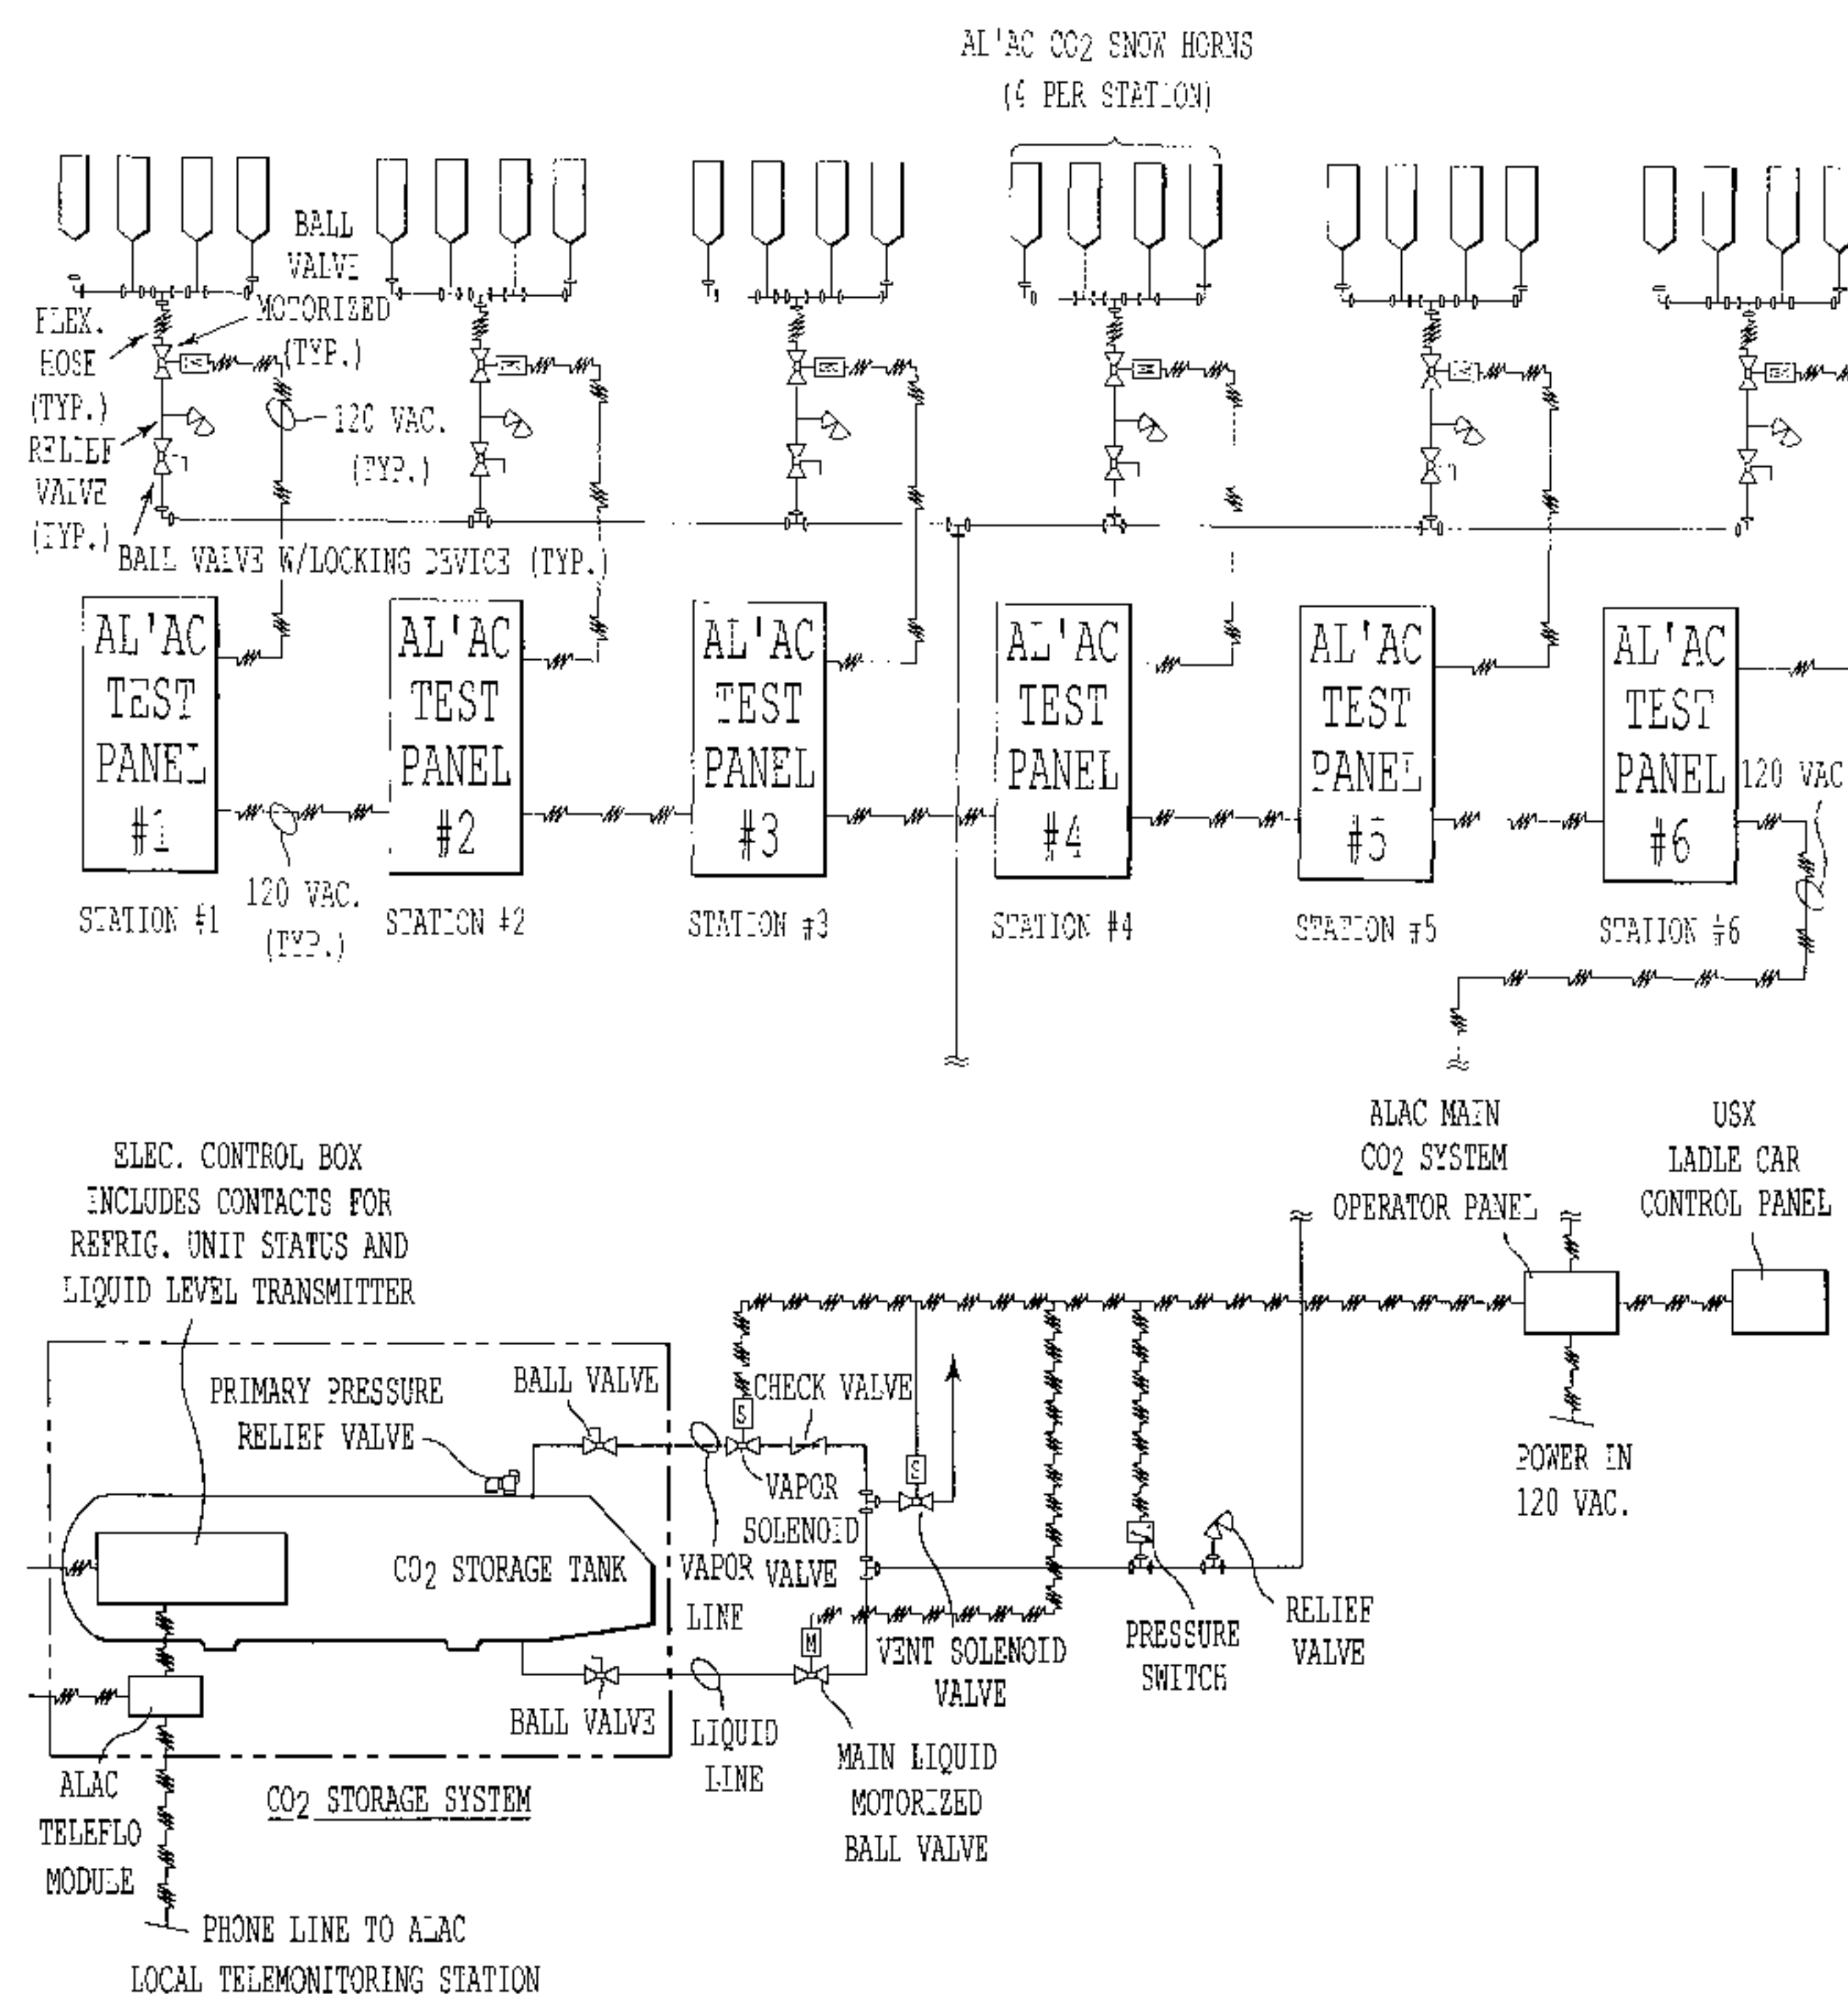 AL'AC CO2 SNOW HORNS
(4 PER STATION)
BALL
VALVE
MOTORIZED
(TYP.)
FLEX.
HOSE
(TYP.)
RELIEF
VALVE
(TYP.)
120 VAC.
(TYP.)
BALL VALVE W/LOCKING DEVICE (TYP.)
AL'AC
TEST
PANEL
#1
AL'AC
TEST
PANEL
#2
AL'AC
TEST
PANEL
#3
AL'AC
TEST
PANEL
#4
AL'AC
TEST
PANEL
#5
AL'AC
TEST
PANEL
#6
120 VAC
120 VAC.
(TYP.)
STATION #1
STATION #2
STATION #3
STATION #4
STATION #5
STATION #6
ALAC MAIN
CO2 SYSTEM
OPERATOR PANEL
USX
LADLE CAR
CONTROL PANEL
ELEC. CONTROL BOX
INCLUDES CONTACTS FOR
REFRIG. UNIT STATUS AND
LIQUID LEVEL TRANSMITTER
PRIMARY PRESSURE
RELIEF VALVE
BALL VALVE
S
CHECK VALVE
VAPOR
SOLENOID
VALVE
S
POWER IN
120 VAC.
CO2 STORAGE TANK
VAPOR
LINE
M
VENT SOLENOID
VALVE
PRESSURE
SWITCH
RELIEF
VALVE
BALL VALVE
LIQUID
LINE
MAIN LIQUID
MOTORIZED
BALL VALVE
ALAC
TELEFLO
MODULE
CO2 STORAGE SYSTEM
PHONE LINE TO ALAC
LOCAL TELEMONITORING STATION